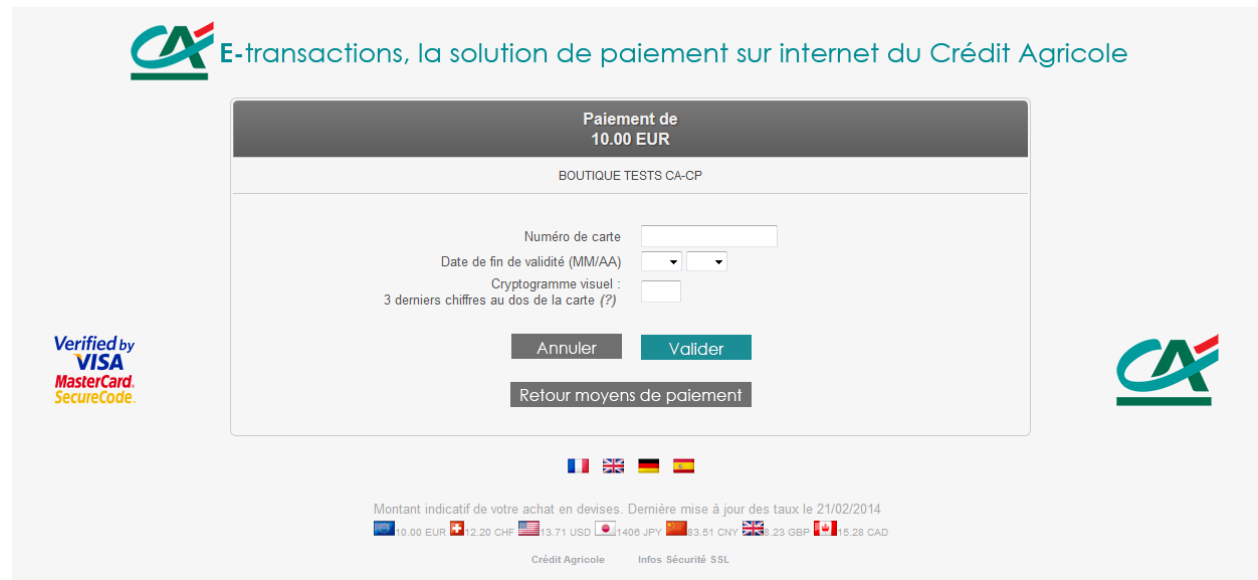 E-transactions, la solution de paiement sur internet du Crédit Agricole
Paiement de
10.00 EUR
BOUTIQUE TESTS CA-CP
Numéro de carte
Date de fin de validité (MM/AA)
Cryptogramme visuel :
3 derniers chiffres au dos de la carte (?)
Annuler Valider
Verified by
VISA
MasterCard.
SecureCode.
Retour moyens de paiement
Montant indicatif de votre achat en devises. Dernière mise à jour des taux le 21/02/2014
10.00 EUR 12.20 CHF 13.71 USD 1406 JPY 83.51 CNY 8.23 GBP 15.28 CAD
Crédit Agricole Infos Sécurité SSL